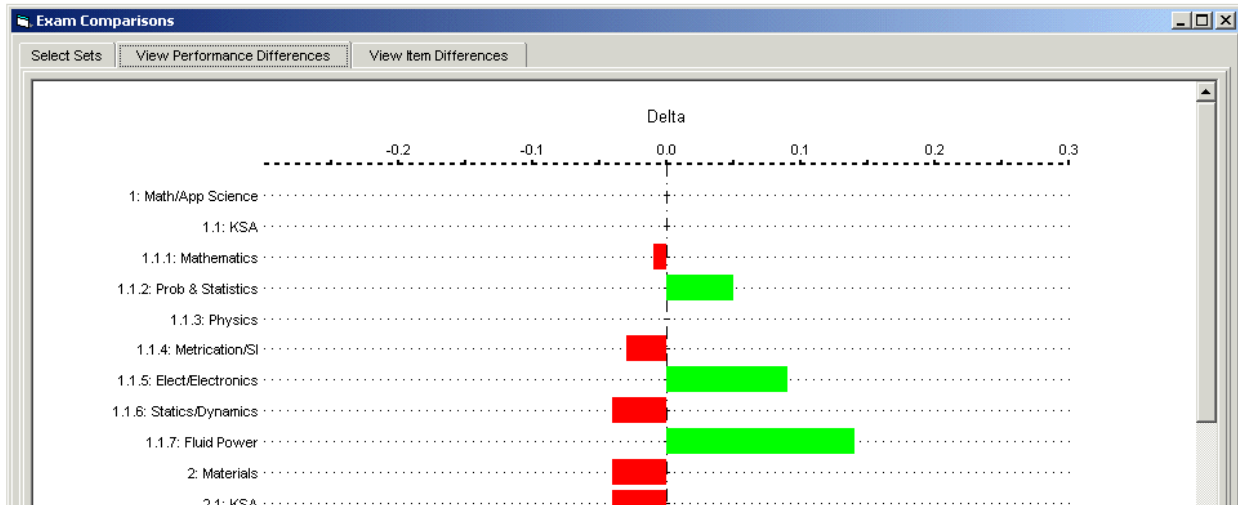 Exam Comparisons
Select Sets View Performance Differences View Item Differences
Delta
-0.2 -0.1 0.0 0.1 0.2 0.3
1: Math/App Science
1.1: KSA
1.1.1: Mathematics
1.1.2: Prob & Statistics
1.1.3: Physics
1.1.4: Metrication/SI
1.1.5: Elect/Electronics
1.1.6: Statics/Dynamics
1.1.7: Fluid Power
2: Materials
2.1: KSA